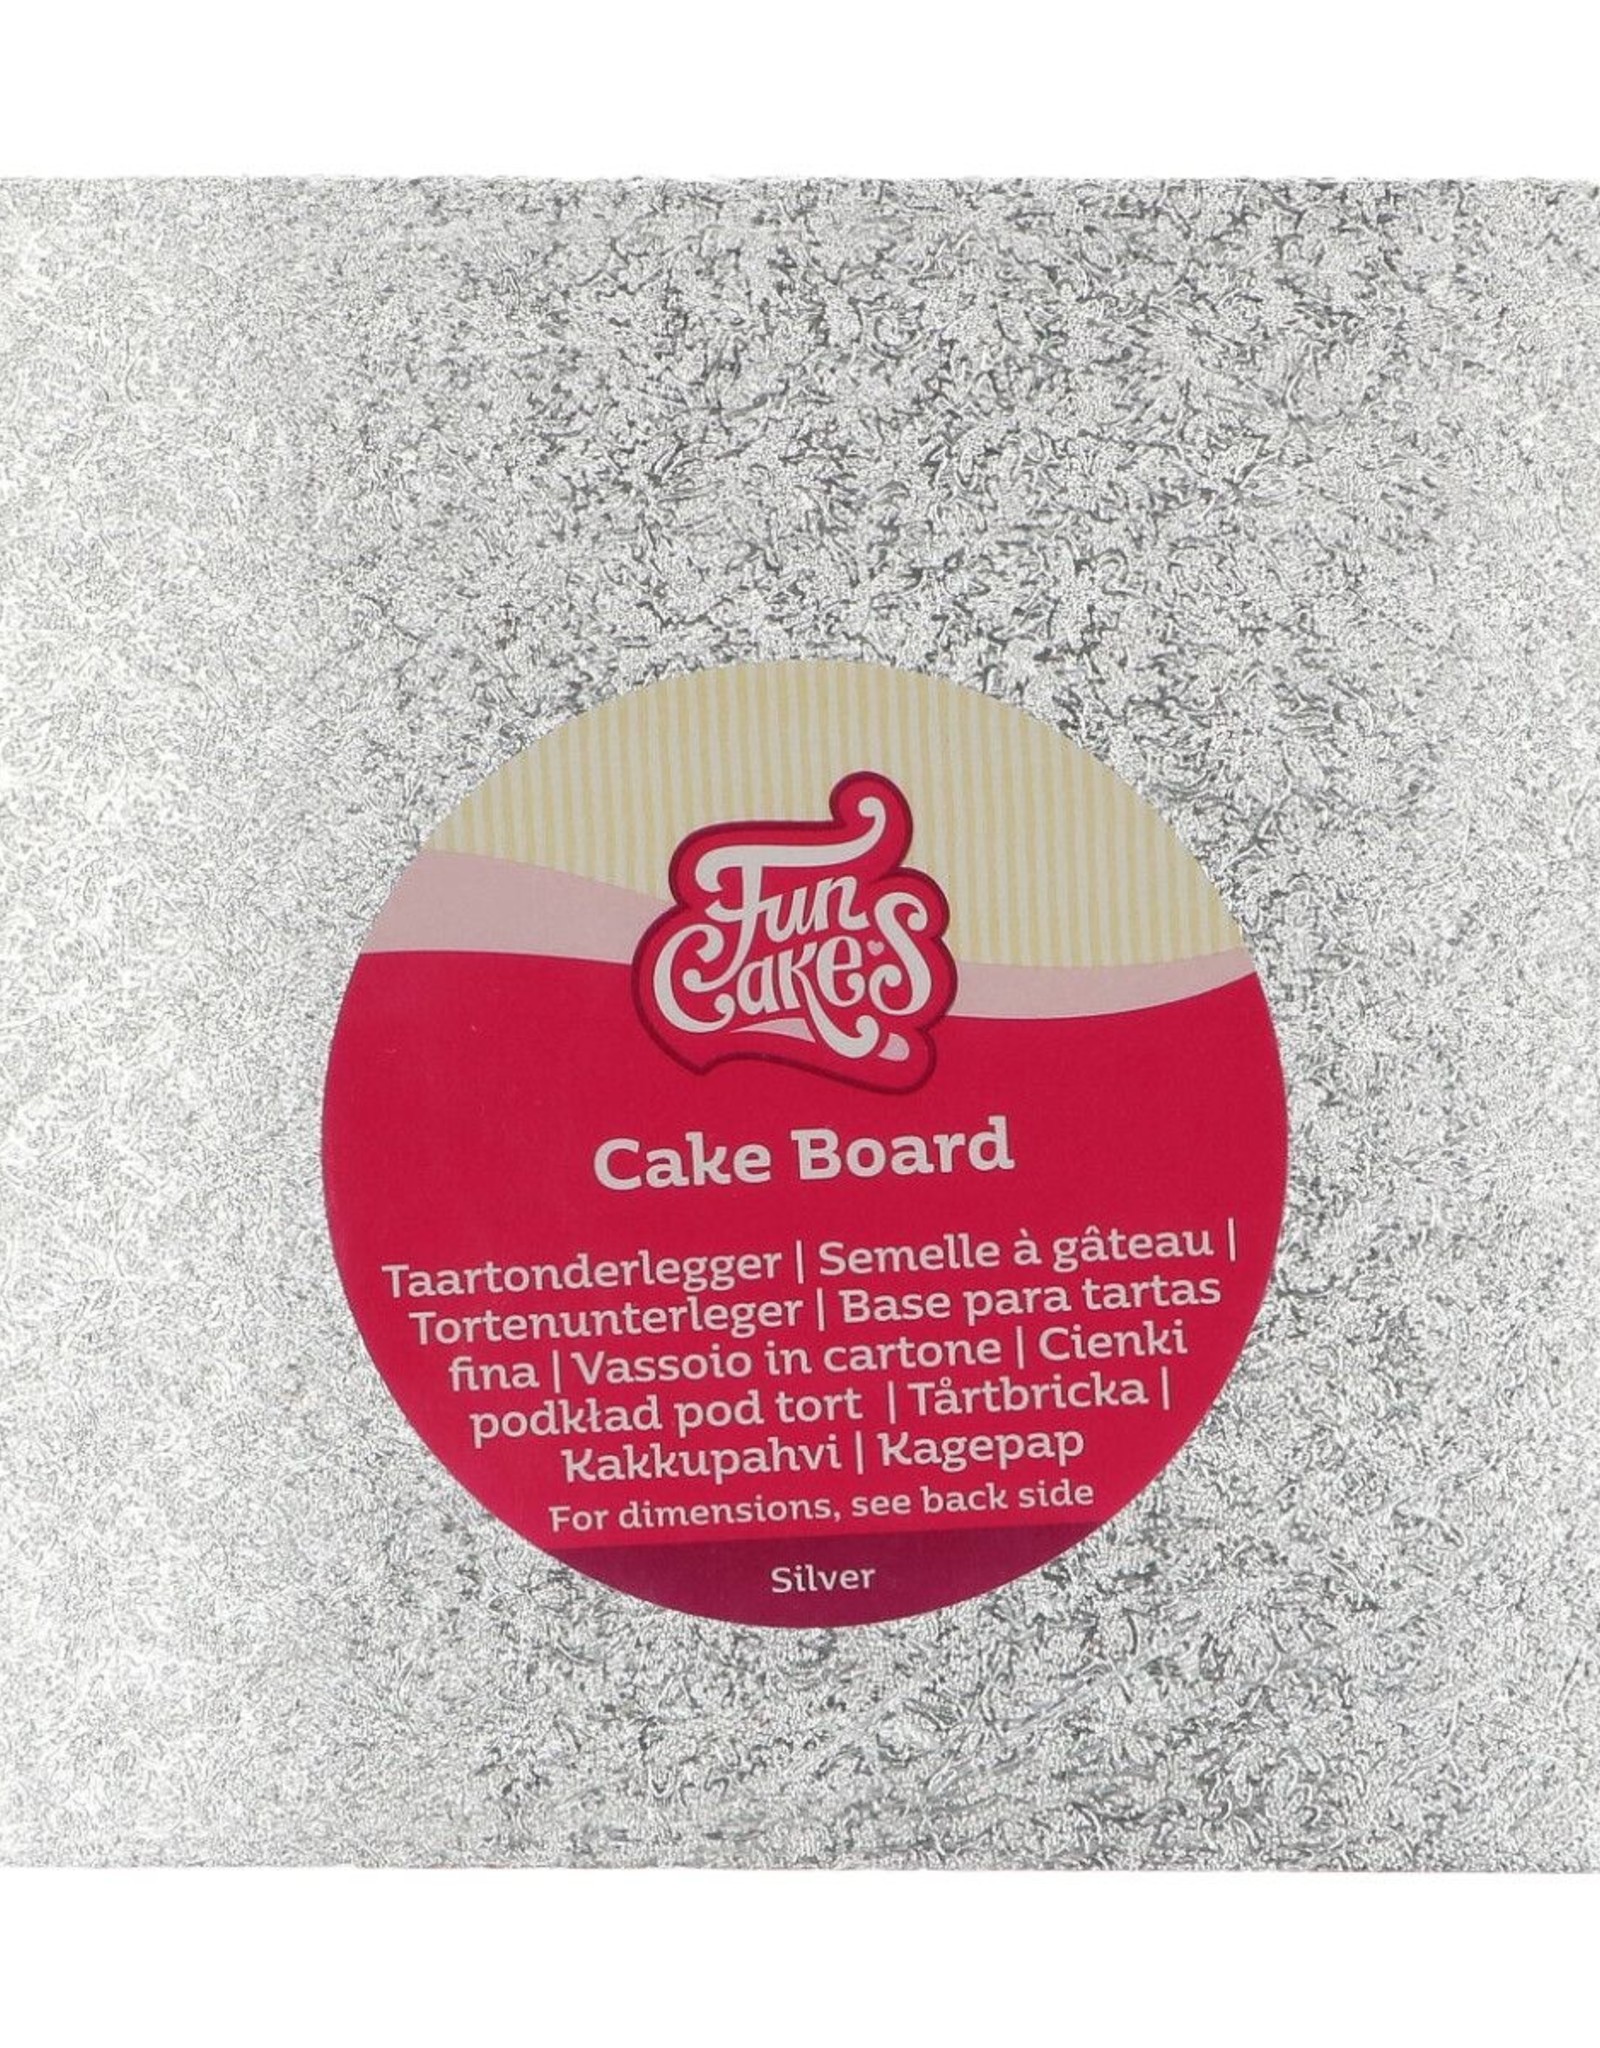 Fun
Cakes
Cake Board
Taartonderlegger | Semelle à gâteau |
Tortenunterleger | Base para tartas
fina | Vassoio in cartone | Cienki
podkład pod tort | Tårtbricka |
Kakkupahvi | Kagepap
For dimensions, see back side
Silver